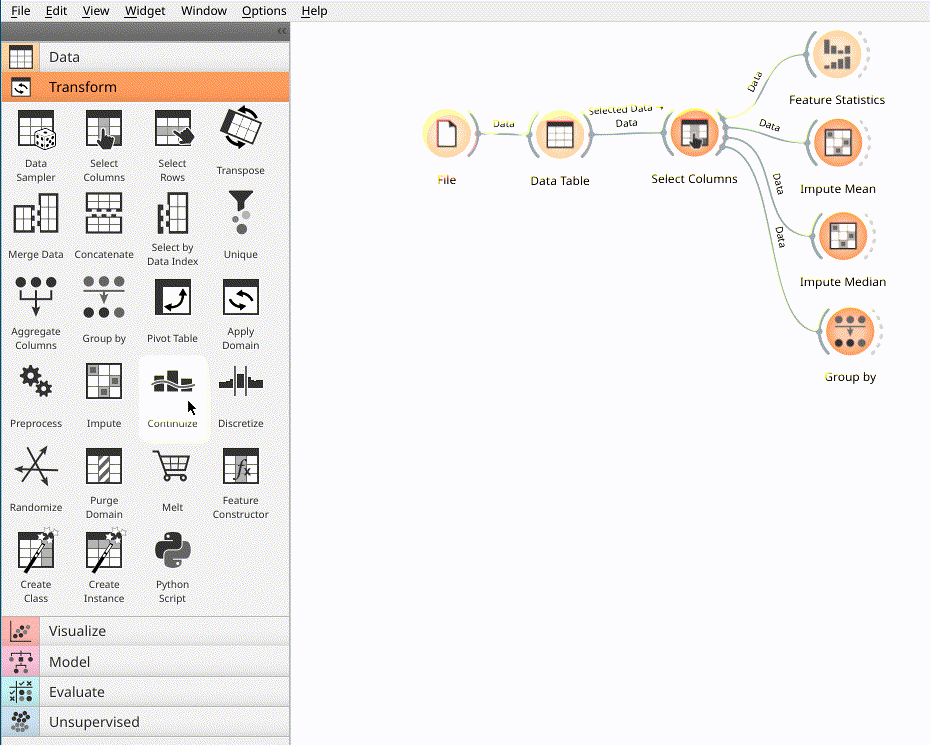 File Edit View Widget Window Options Help
Data
Transform
Data
Sampler
Select
Columns
Select
Rows
Transpose
Merge Data
Concatenate
Select by
Data Index
Unique
Aggregate
Columns
Group by
Pivot Table
Apply
Domain
Preprocess
Impute
Continuize
Discretize
Randomize
Purge
Domain
Melt
Feature
Constructor
Create
Class
Create
Instance
Python
Script
Visualize
Model
Evaluate
Unsupervised
File
Data
Data Table
Selected Data →
Data
Select Columns
Data
Feature Statistics
Data
Impute Mean
Data
Impute Median
Data
Group by